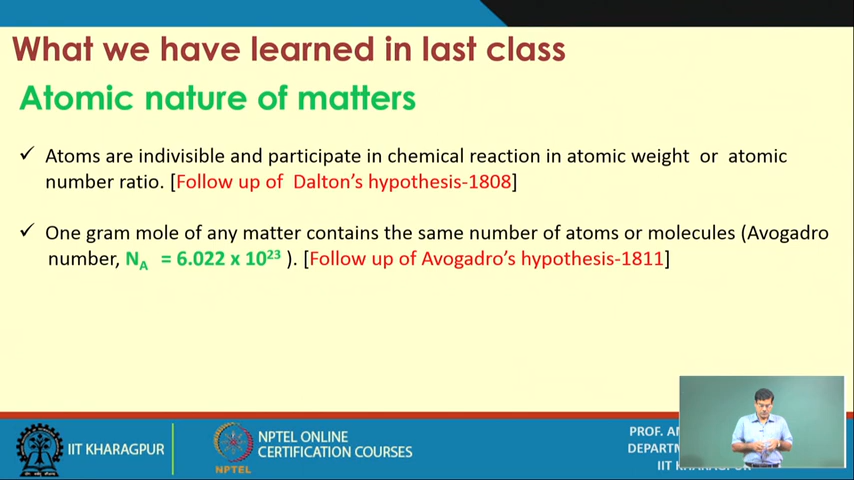 What we have learned in last class
Atomic nature of matters
✓ Atoms are indivisible and participate in chemical reaction in atomic weight or atomic
number ratio. [Follow up of Dalton's hypothesis-1808]
✓ One gram mole of any matter contains the same number of atoms or molecules (Avogadro
number, N_A = 6.022 x 10²³ ). [Follow up of Avogadro's hypothesis-1811]
IIT KHARAGPUR
NPTEL
NPTEL ONLINE
CERTIFICATION COURSES
PROF.
IIT KHARAGPUR